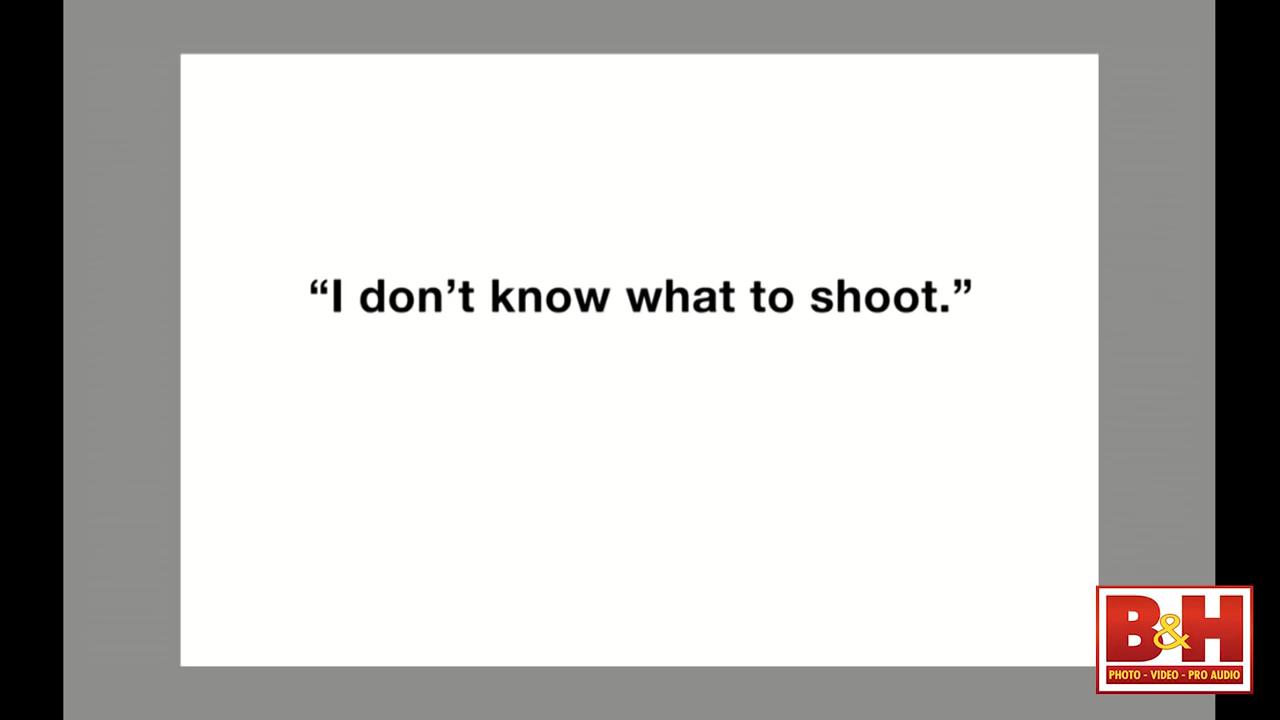 “I don’t know what to shoot.”
B&H
PHOTO - VIDEO - PRO AUDIO